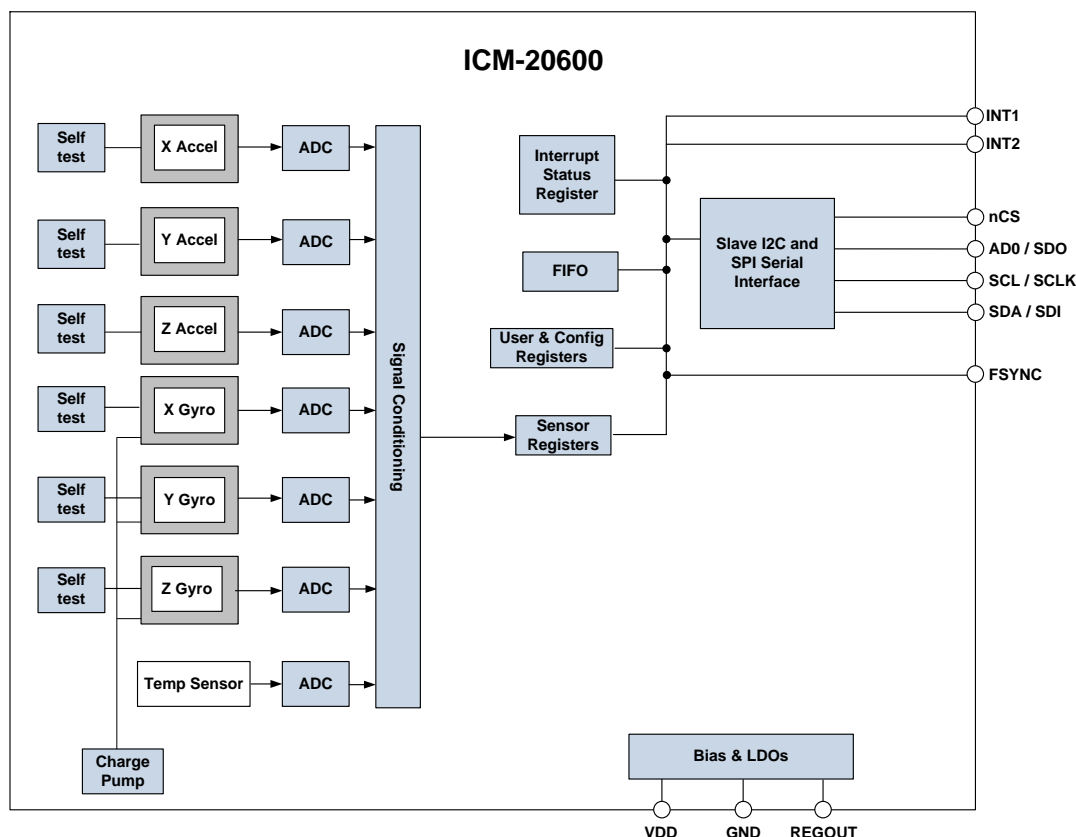 ICM-20600
Self
test
X Accel
ADC
Self
test
Y Accel
ADC
Self
test
Z Accel
ADC
Self
test
X Gyro
ADC
Self
test
Y Gyro
ADC
Self
test
Z Gyro
ADC
Temp Sensor
ADC
Charge
Pump
Signal Conditioning
Interrupt
Status
Register
FIFO
User & Config
Registers
Sensor
Registers
Slave I2C and
SPI Serial
Interface
INT1
INT2
nCS
AD0 / SDO
SCL / SCLK
SDA / SDI
FSYNC
Bias & LDOs
VDD
GND
REGOUT